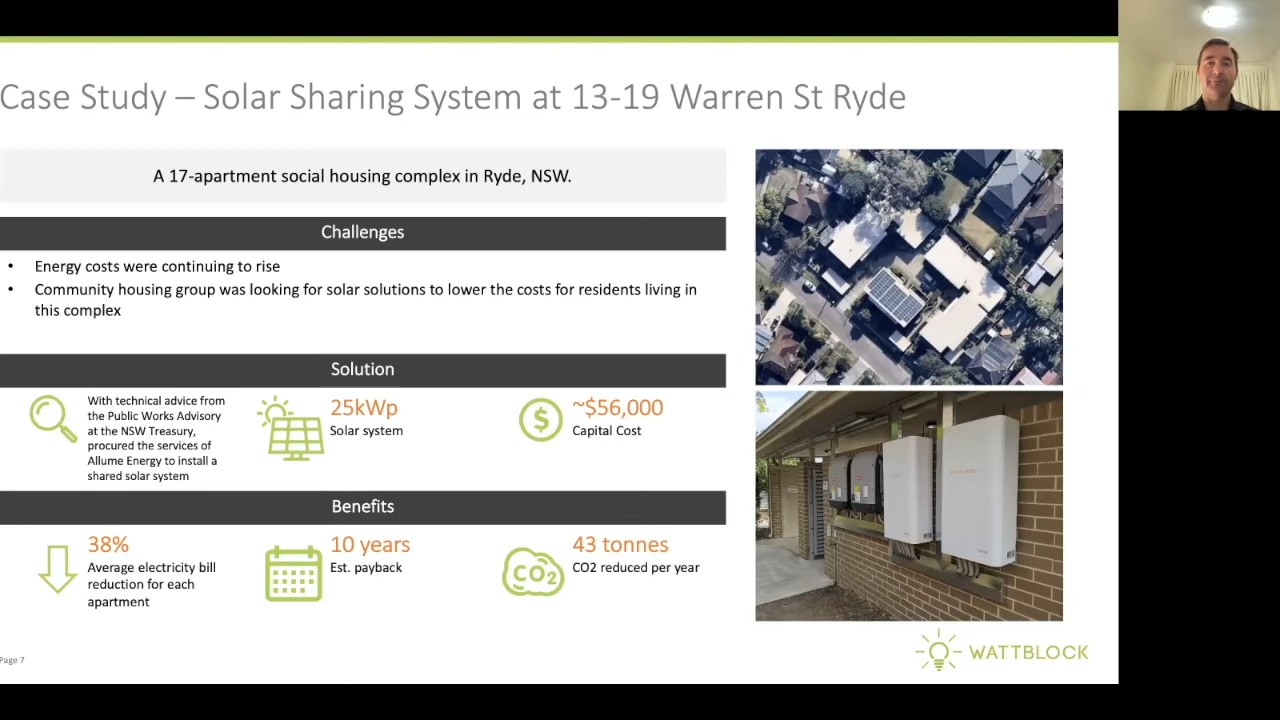 Case Study – Solar Sharing System at 13-19 Warren St Ryde
A 17-apartment social housing complex in Ryde, NSW.
Challenges
• Energy costs were continuing to rise
• Community housing group was looking for solar solutions to lower the costs for residents living in
this complex
Solution
With technical advice from
the Public Works Advisory
at the NSW Treasury,
procured the services of
Allume Energy to install a
shared solar system
25kWp
Solar system
$
~$56,000
Capital Cost
Benefits
38%
Average electricity bill
reduction for each
apartment
10 years
Est. payback
CO2
43 tonnes
CO2 reduced per year
Page 7
WATTBLOCK